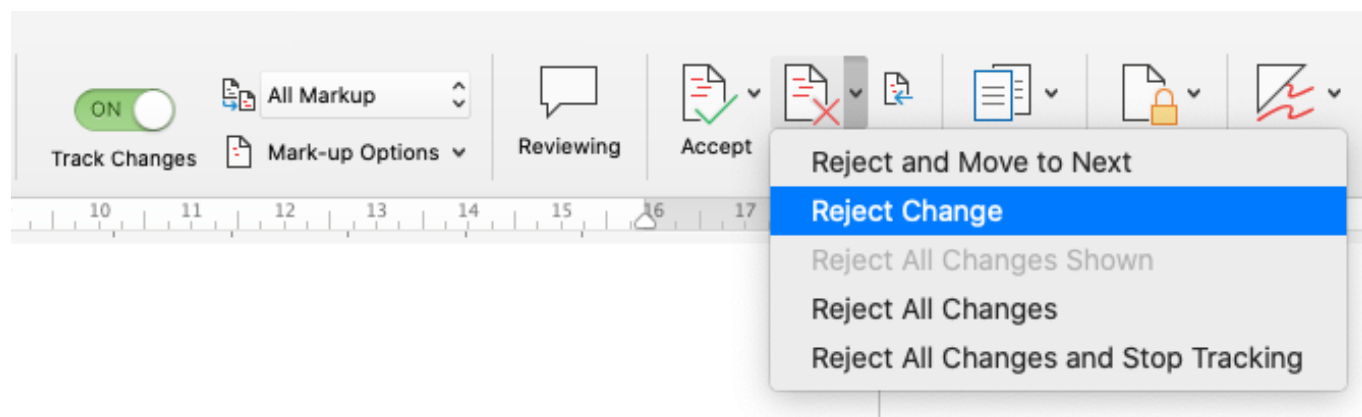 ON
All Markup
Track Changes
Mark-up Options
Reviewing
Accept
10 11 12 13 14 15 16 17
Reject and Move to Next
Reject Change
Reject All Changes Shown
Reject All Changes
Reject All Changes and Stop Tracking